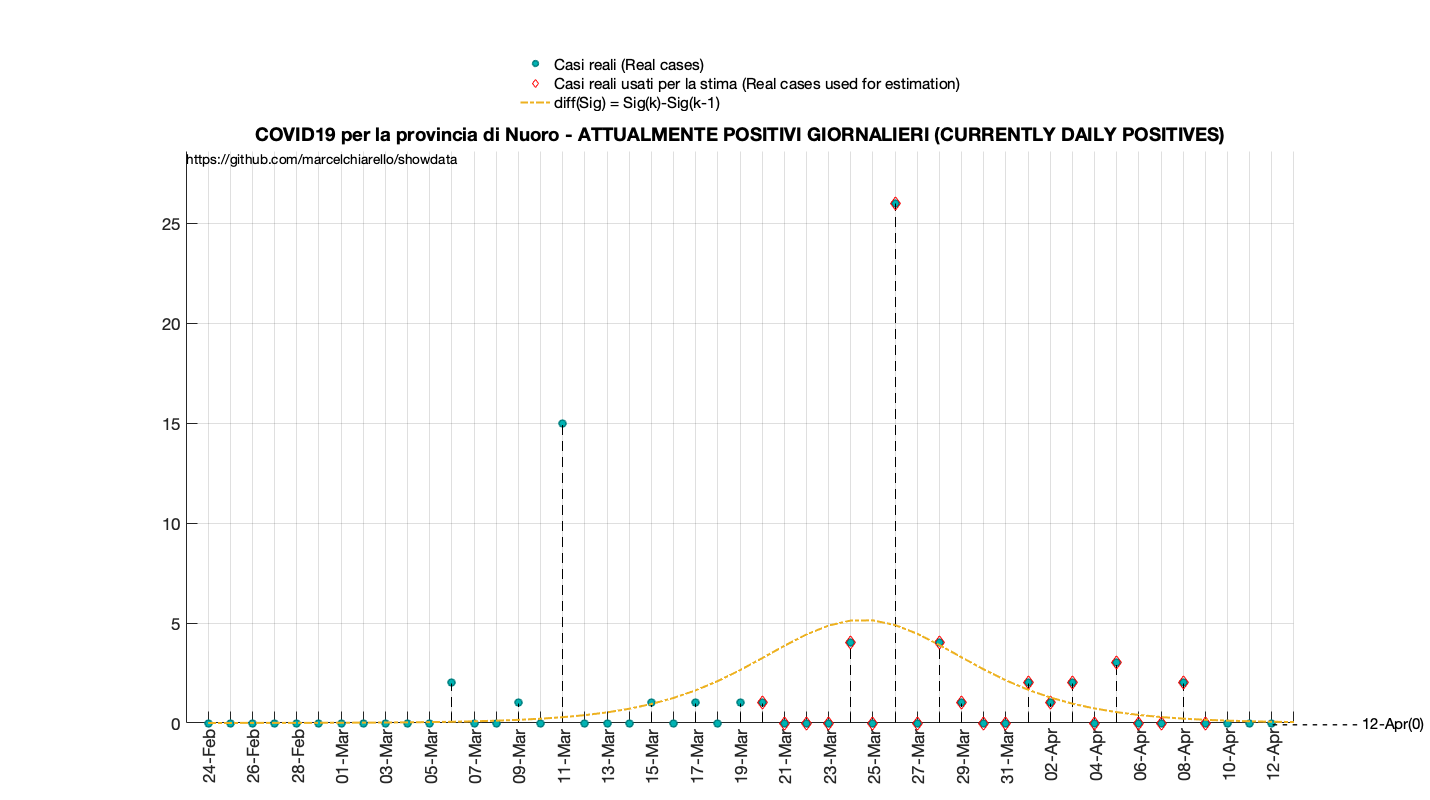 Casi reali (Real cases)
Casi reali usati per la stima (Real cases used for estimation)
diff(Sig) = Sig(k)-Sig(k-1)
COVID19 per la provincia di Nuoro - ATTUALMENTE POSITIVI GIORNALIERI (CURRENTLY DAILY POSITIVES)
https://github.com/marcelchiarello/showdata
25
20
15
10
5
0
12-Apr(0)
24-Feb
26-Feb
28-Feb
01-Mar
03-Mar
05-Mar
07-Mar
09-Mar
11-Mar
13-Mar
15-Mar
17-Mar
19-Mar
21-Mar
23-Mar
25-Mar
27-Mar
29-Mar
31-Mar
02-Apr
04-Apr
06-Apr
08-Apr
10-Apr
12-Apr